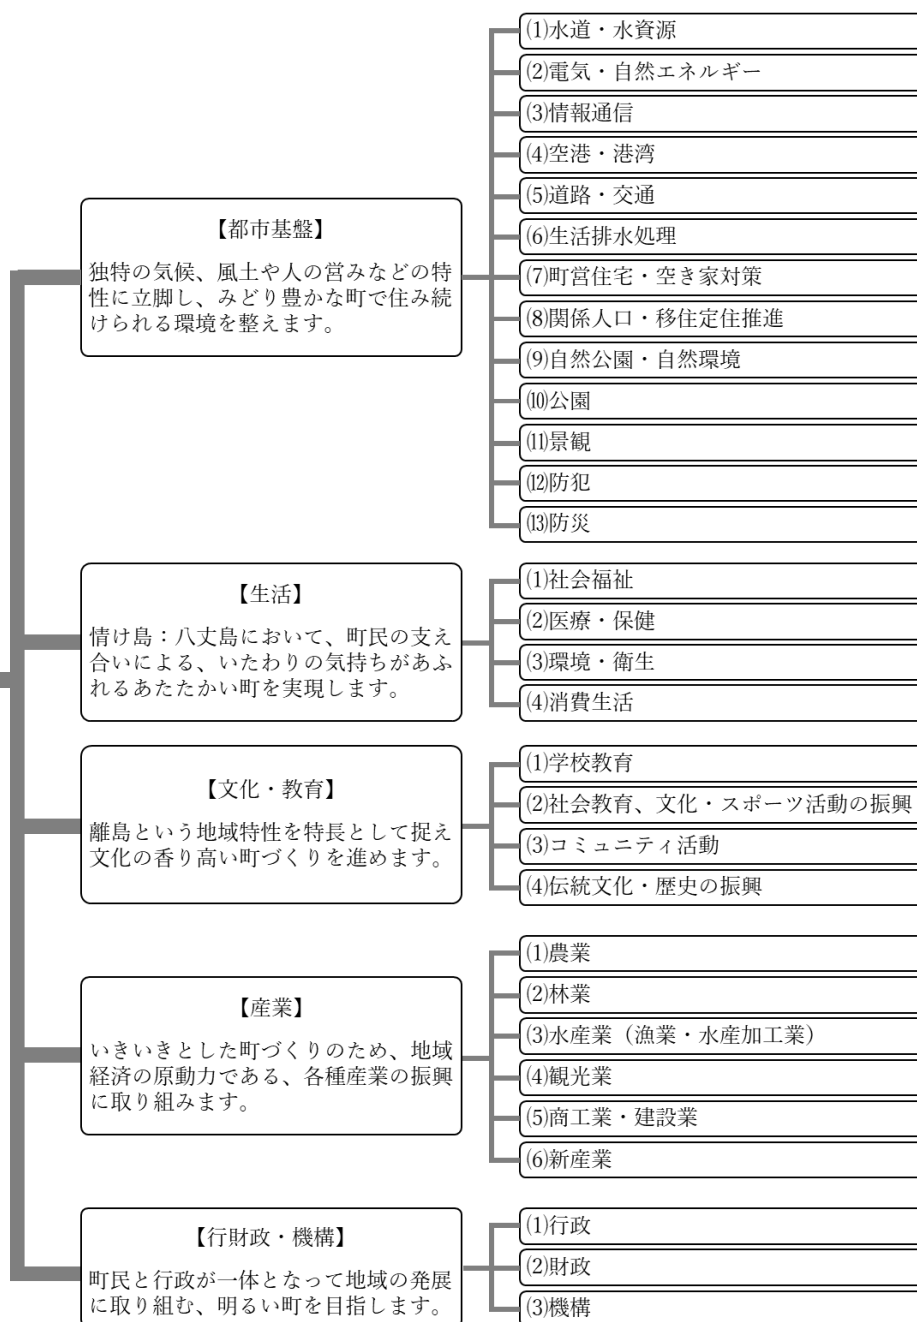 【都市基盤】
独特の気候、風土や人の営みなどの特
性に立脚し、みどり豊かな町で住み続
けられる環境を整えます。
⑴水道・水資源
⑵電気・自然エネルギー
⑶情報通信
⑷空港・港湾
⑸道路・交通
⑹生活排水処理
⑺町営住宅・空き家対策
⑻関係人口・移住定住推進
⑼自然公園・自然環境
⑽公園
⑾景観
⑿防犯
⒀防災
【生活】
情け島：八丈島において、町民の支え
合いによる、いたわりの気持ちがあふ
れるあたたかい町を実現します。
⑴社会福祉
⑵医療・保健
⑶環境・衛生
⑷消費生活
【文化・教育】
離島という地域特性を特長として捉え
文化の香り高い町づくりを進めます。
⑴学校教育
⑵社会教育、文化・スポーツ活動の振興
⑶コミュニティ活動
⑷伝統文化・歴史の振興
【産業】
いきいきとした町づくりのため、地域
経済の原動力である、各種産業の振興
に取り組みます。
⑴農業
⑵林業
⑶水産業（漁業・水産加工業）
⑷観光業
⑸商工業・建設業
⑹新産業
【行財政・機構】
町民と行政が一体となって地域の発展
に取り組む、明るい町を目指します。
⑴行政
⑵財政
⑶機構